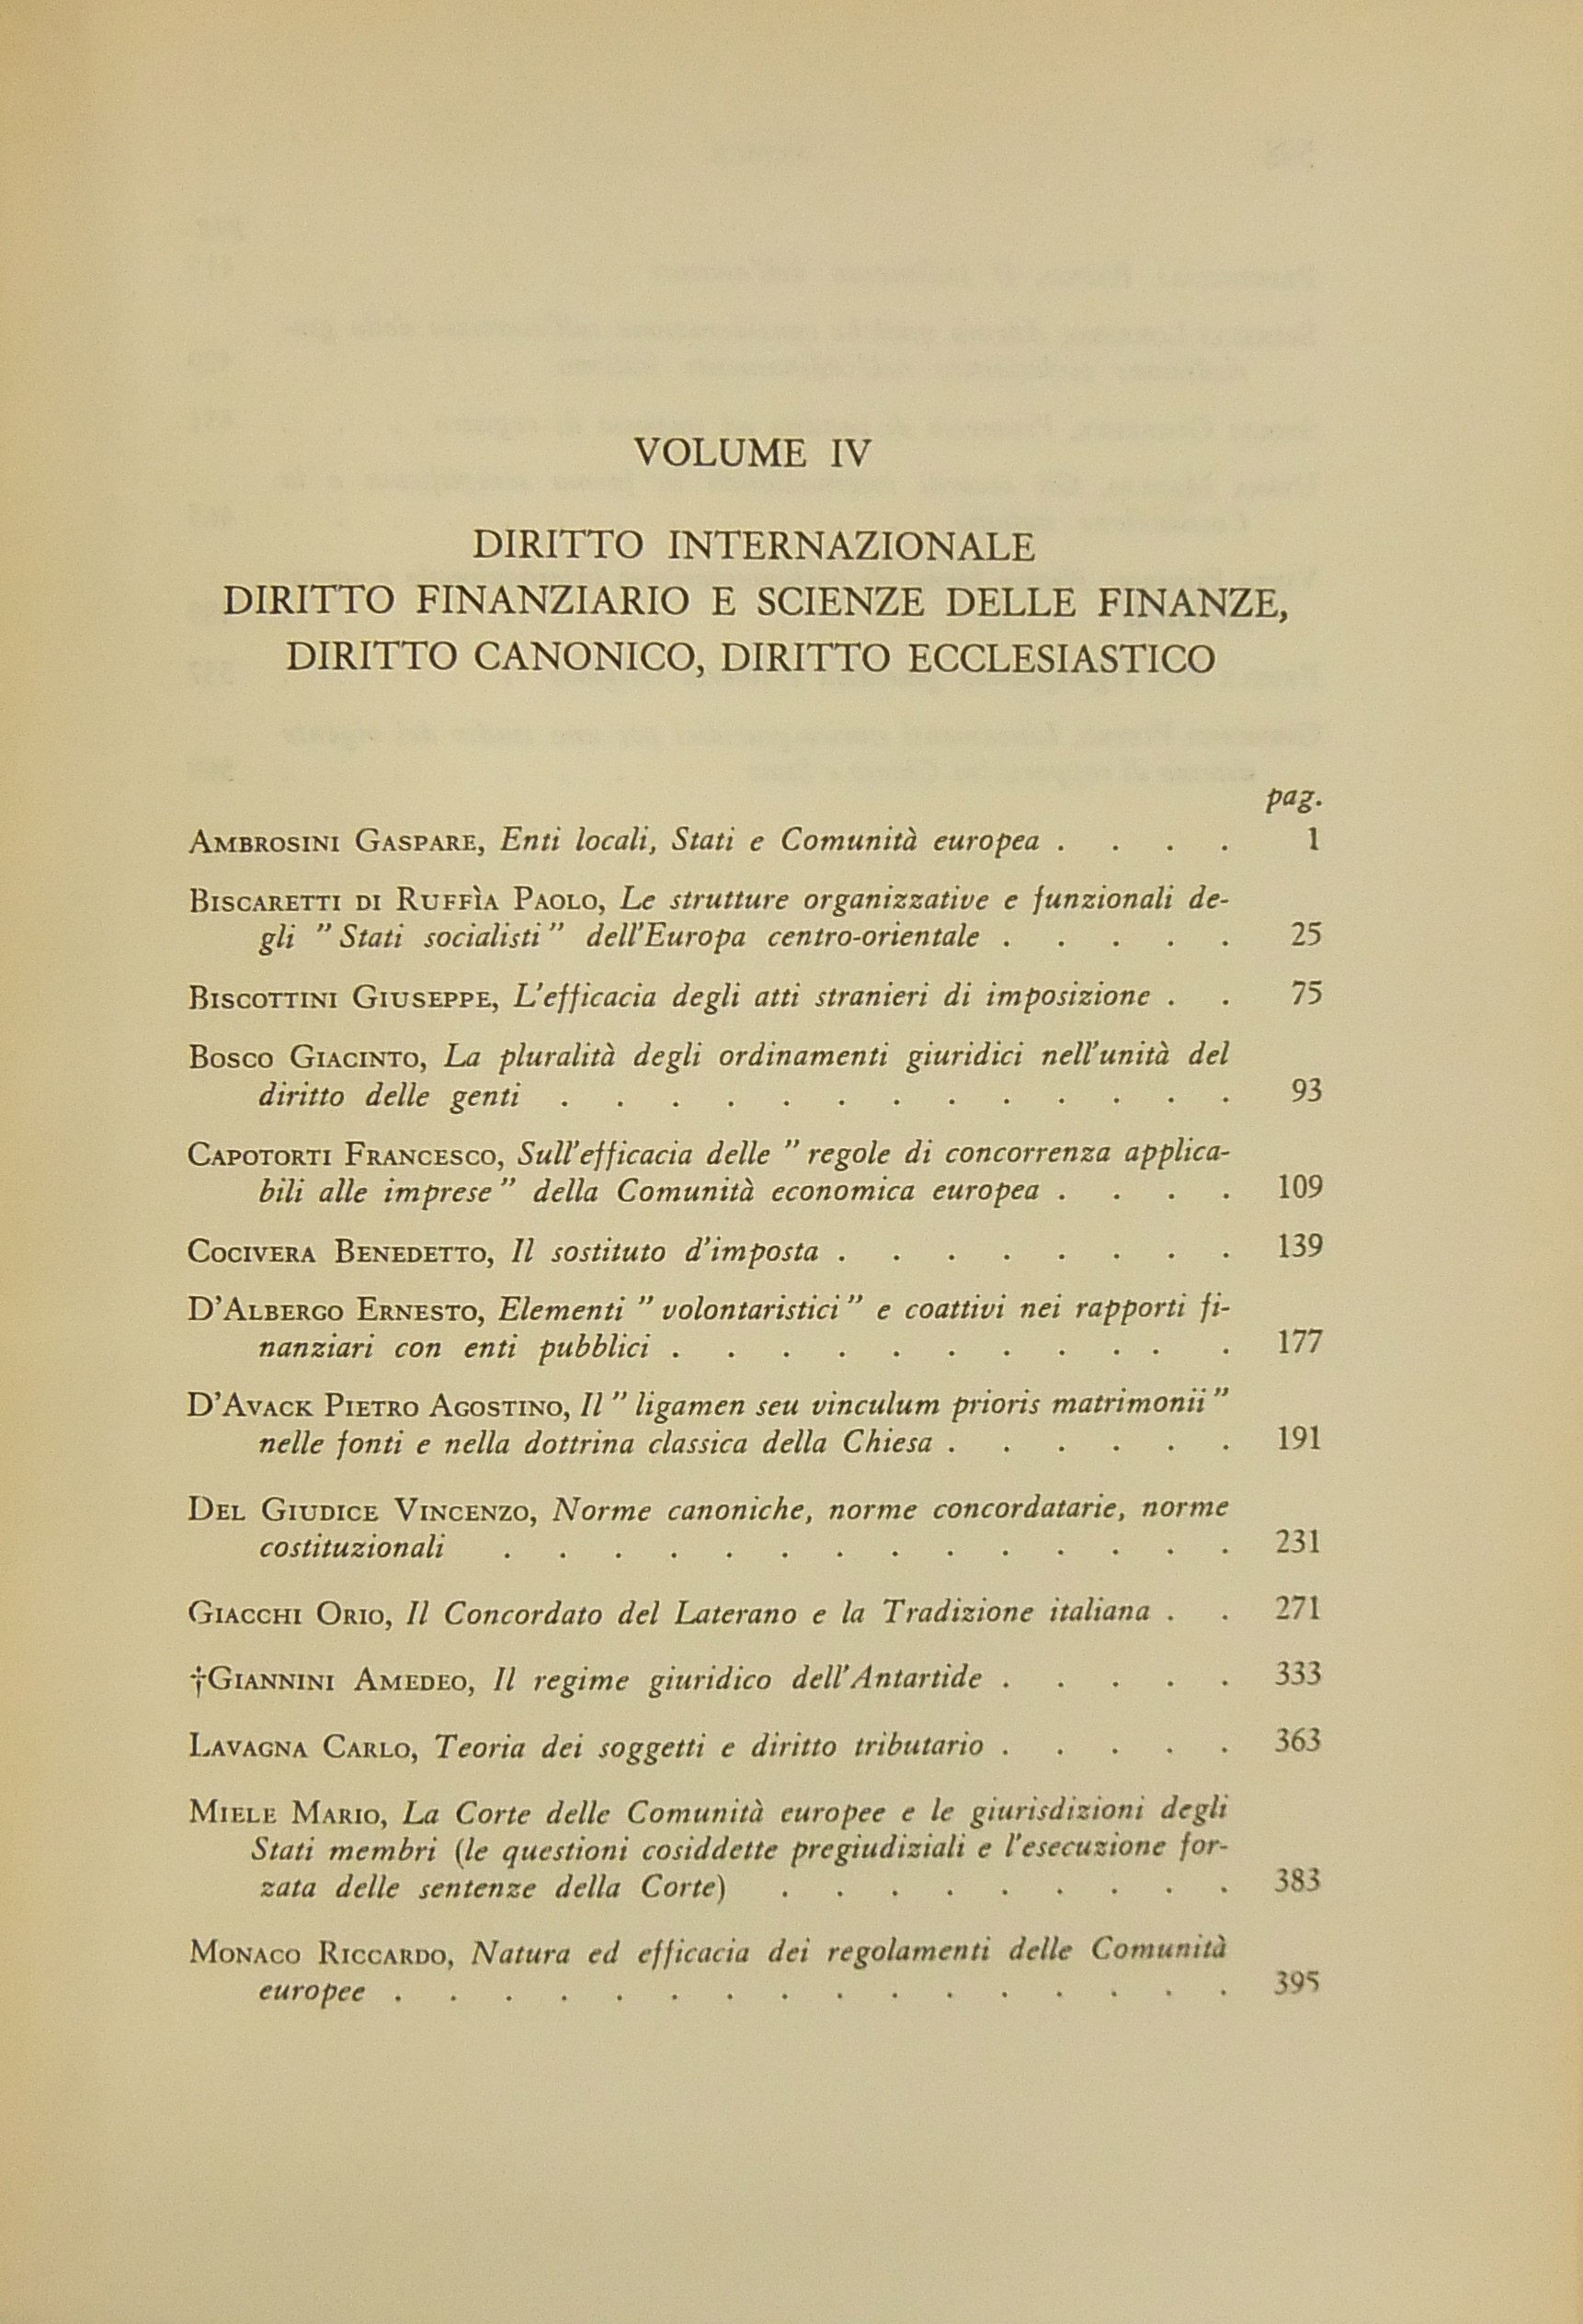 VOLUME IV
DIRITTO INTERNAZIONALE
DIRITTO FINANZIARIO E SCIENZE DELLE FINANZE,
DIRITTO CANONICO, DIRITTO ECCLESIASTICO
pag.
AMBROSINI GASPARE, Enti locali, Stati e Comunità europea . . . . 1
BISCARETTI DI RUFFÌA PAOLO, Le strutture organizzative e funzionali de-
gli "Stati socialisti" dell'Europa centro-orientale . . . . . 25
BISCOTTINI GIUSEPPE, L'efficacia degli atti stranieri di imposizione . . 75
BOSCO GIACINTO, La pluralità degli ordinamenti giuridici nell'unità del
diritto delle genti . . . . . . . . . . . . . 93
CAPOTORTI FRANCESCO, Sull'efficacia delle "regole di concorrenza applica-
bili alle imprese" della Comunità economica europea . . . . 109
COCIVERA BENEDETTO, Il sostituto d'imposta . . . . . . . . 139
D'ALBERGO ERNESTO, Elementi "volontaristici" e coattivi nei rapporti fi-
nanziari con enti pubblici . . . . . . . . . . . 177
D'AVACK PIETRO AGOSTINO, Il "ligamen seu vinculum prioris matrimonii"
nelle fonti e nella dottrina classica della Chiesa . . . . . . 191
DEL GIUDICE VINCENZO, Norme canoniche, norme concordatarie, norme
costituzionali . . . . . . . . . . . . . . 231
GIACCHI ORIO, Il Concordato del Laterano e la Tradizione italiana . . 271
†GIANNINI AMEDEO, Il regime giuridico dell'Antartide . . . . . 333
LAVAGNA CARLO, Teoria dei soggetti e diritto tributario . . . . . 363
MIELE MARIO, La Corte delle Comunità europee e le giurisdizioni degli
Stati membri (le questioni cosiddette pregiudiziali e l'esecuzione for-
zata delle sentenze della Corte) . . . . . . . . . 383
MONACO RICCARDO, Natura ed efficacia dei regolamenti delle Comunità
europee . . . . . . . . . . . . . . . . 395